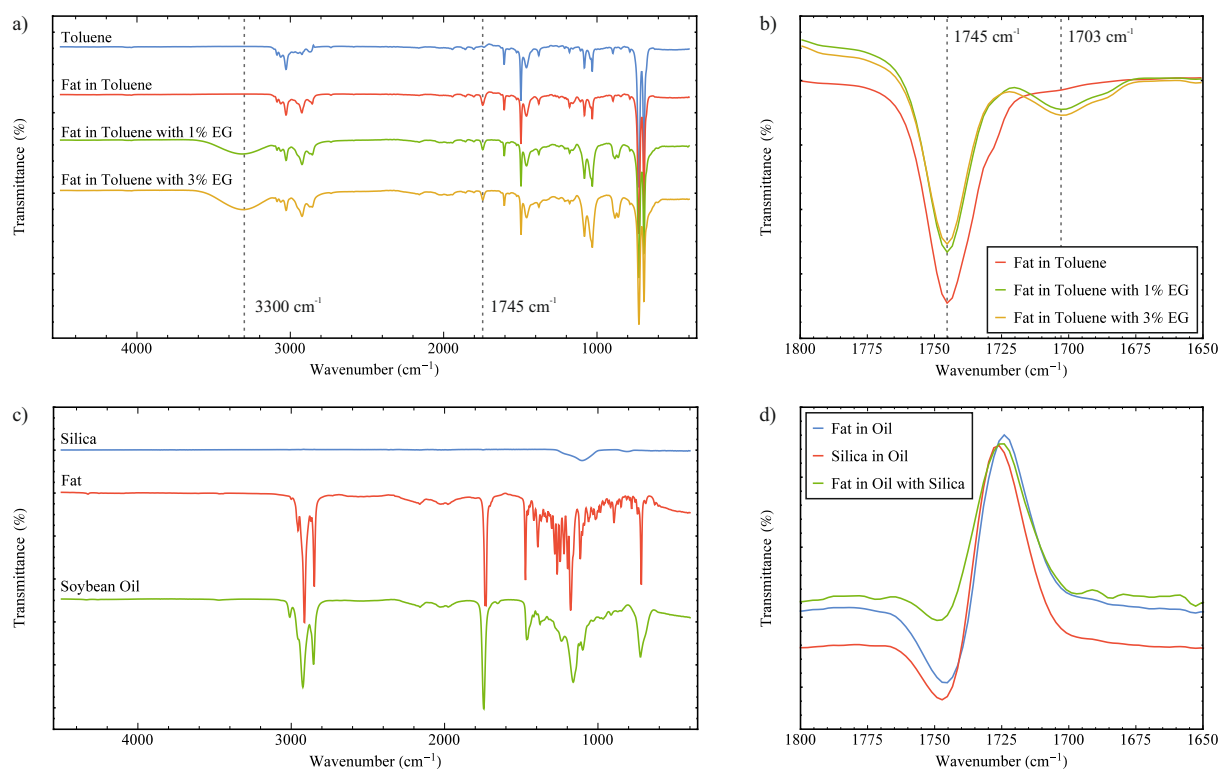 a)
Toluene
Fat in Toluene
Fat in Toluene with 1% EG
Fat in Toluene with 3% EG
3300 cm⁻¹
1745 cm⁻¹
Transmittance (%)
4000 3000 2000 1000
Wavenumber (cm⁻¹)
b)
1745 cm⁻¹
1703 cm⁻¹
Fat in Toluene
Fat in Toluene with 1% EG
Fat in Toluene with 3% EG
Transmittance (%)
1800 1775 1750 1725 1700 1675 1650
Wavenumber (cm⁻¹)
c)
Silica
Fat
Soybean Oil
Transmittance (%)
4000 3000 2000 1000
Wavenumber (cm⁻¹)
d)
Fat in Oil
Silica in Oil
Fat in Oil with Silica
Transmittance (%)
1800 1775 1750 1725 1700 1675 1650
Wavenumber (cm⁻¹)